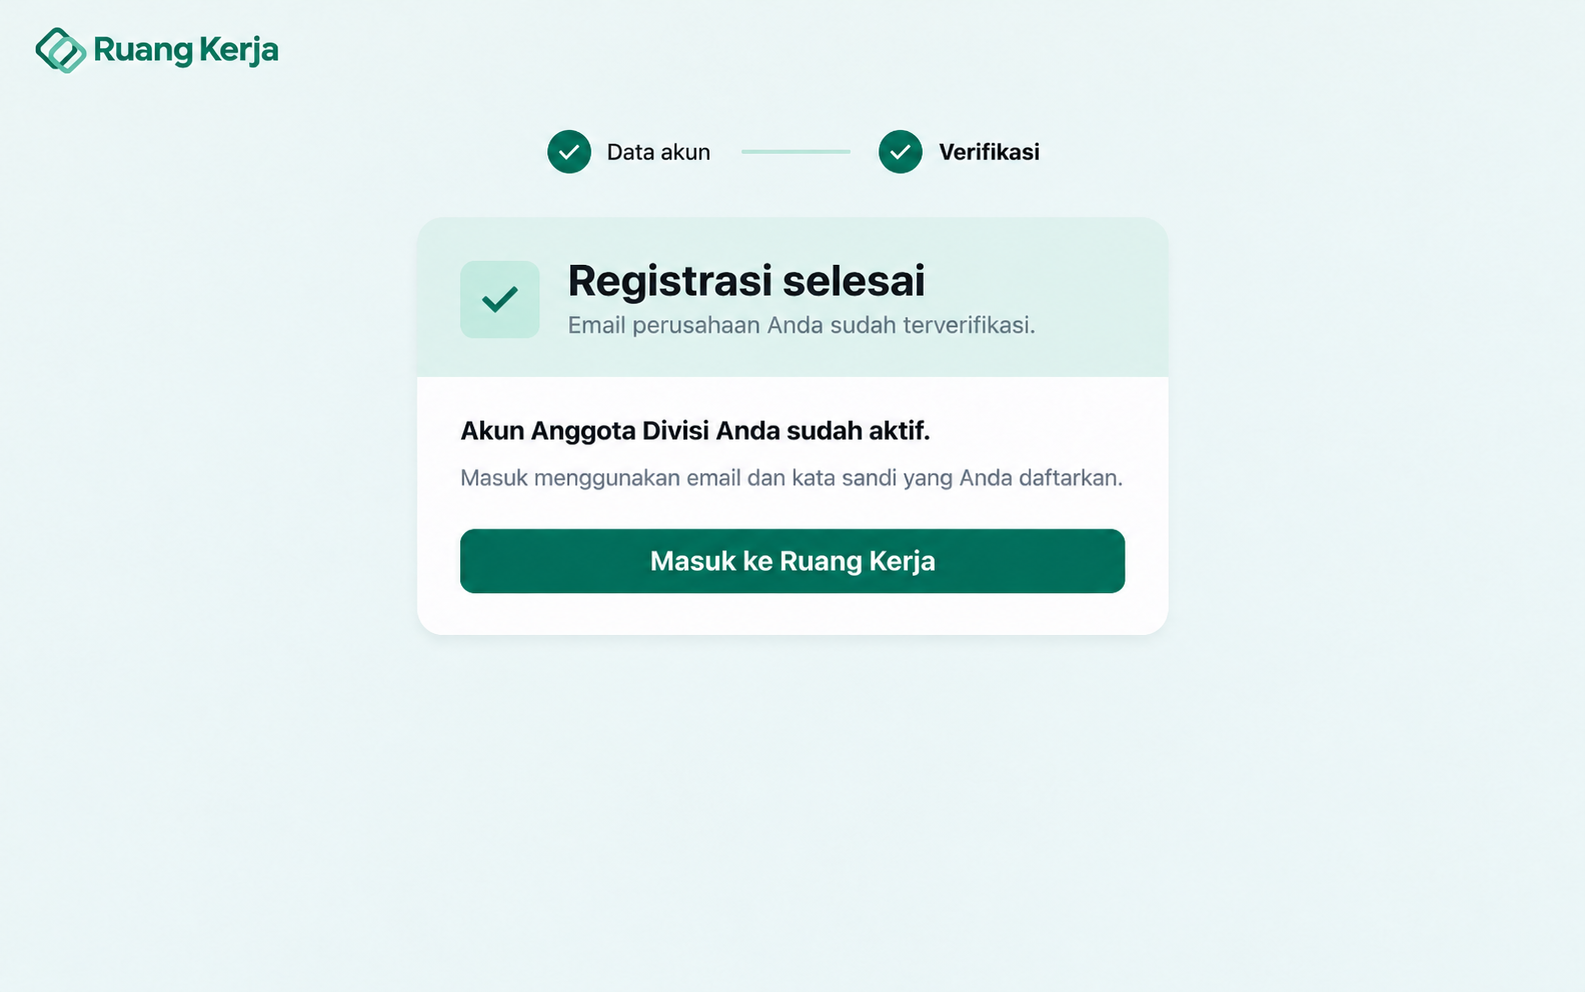 Ruang Kerja
Data akun
Verifikasi
Registrasi selesai
Email perusahaan Anda sudah terverifikasi.
Akun Anggota Divisi Anda sudah aktif.
Masuk menggunakan email dan kata sandi yang Anda daftarkan.
Masuk ke Ruang Kerja